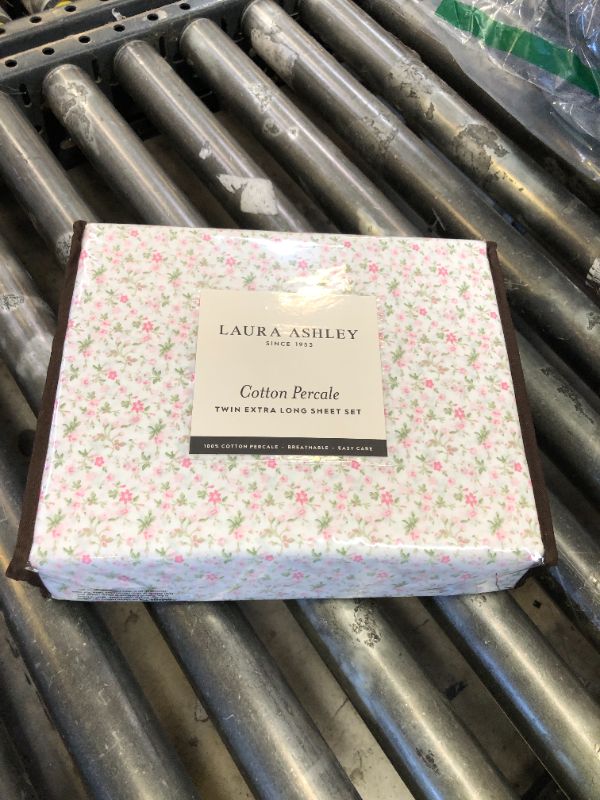 LAURA ASHLEY
SINCE 1953
Cotton Percale
TWIN EXTRA LONG SHEET SET
100% COTTON PERCALE - BREATHABLE - EASY CARE